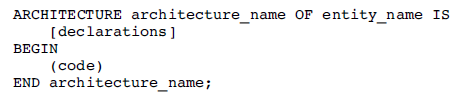 ARCHITECTURE architecture_name OF entity_name IS
    [declarations]
BEGIN
    (code)
END architecture_name;